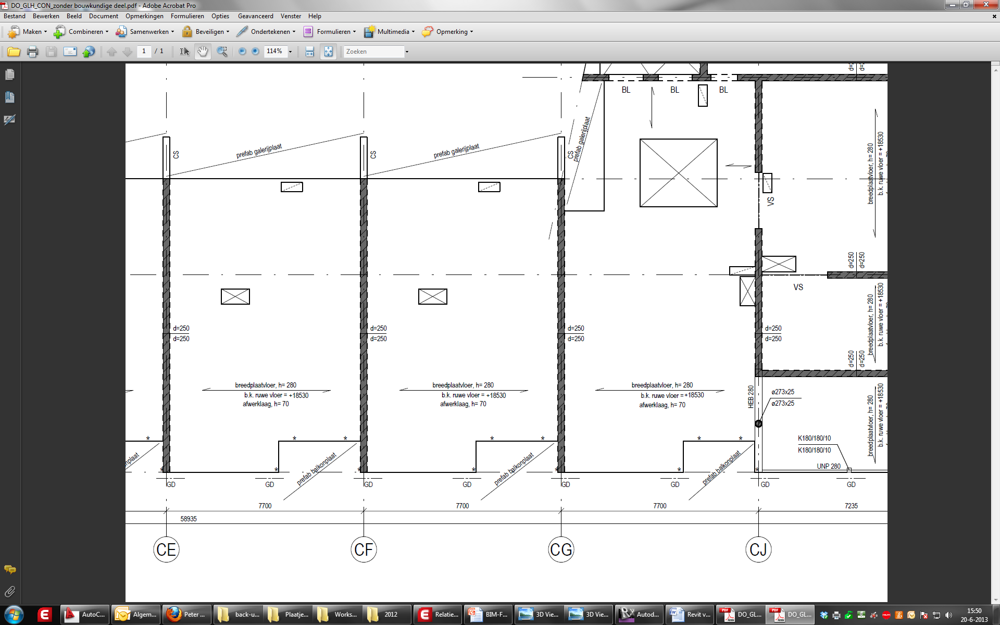 DO_GLH_CON_zonder bouwkundige deel.pdf - Adobe Acrobat Pro
Bestand Bewerken Beeld Document Opmerkingen Formulieren Opties Geavanceerd Venster Help
Maken Combineren Samenwerken Beveiligen Ondertekenen Formulieren Multimedia Opmerking
1 / 1 114% Zoeken
d=250
BL BL BL
prefab galerijplaat
prefab galerijplaat
prefab galerijplaat
CS
CS
CS
VS
breedplaatvloer, h= 280
b.k. ruwe vloer = +18530
d=250
d=250
VS
breedplaatvloer, h= 280
b.k. ruwe vloer = +18530
d=250
d=250
d=250
d=250
d=250
d=250
d=250
d=250
d=250
d=250
breedplaatvloer, h= 280
b.k. ruwe vloer = +18530
afwerklaag, h= 70
breedplaatvloer, h= 280
b.k. ruwe vloer = +18530
afwerklaag, h= 70
breedplaatvloer, h= 280
b.k. ruwe vloer = +18530
afwerklaag, h= 70
HEB 280
ø273x25
ø273x25
breedplaatvloer, h= 280
b.k. ruwe vloer = +18530
K180/180/10
K180/180/10
UNP 280
* * * * * *
prefab balkonplaat
prefab balkonplaat
prefab balkonplaat
GD GD GD GD GD GD GD GD
7700 7700 7700 7235
58935
CE CF CG CJ
AutoC... Algem... Peter ... back-u... Plaatje... Works... 2012 Relatie... BIM-F... 3D Vie... 3D Vie... Autod... Revit v... DO_GL... DO_GL...
15:50
20-6-2013